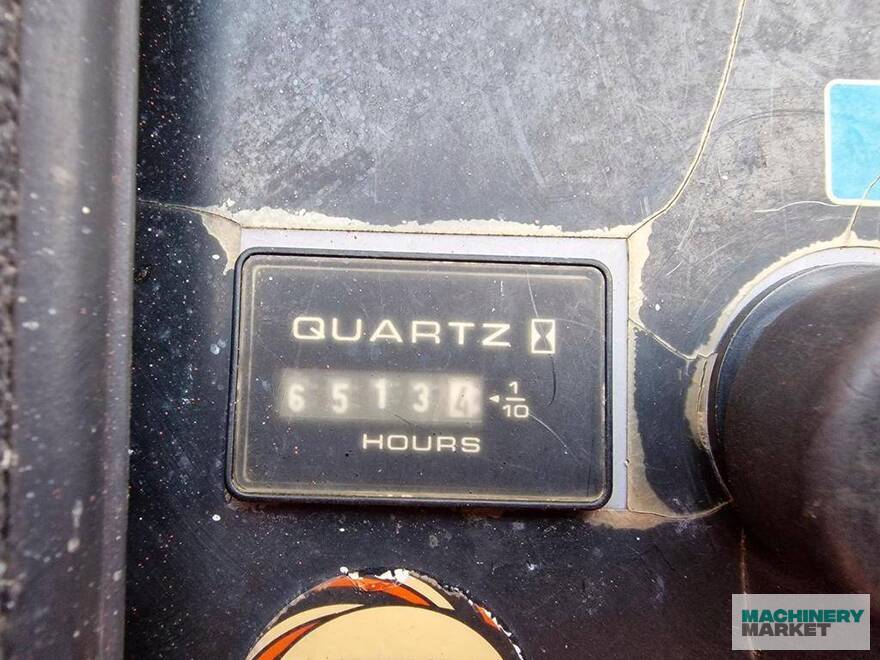 QUARTZ
65134 1/10
HOURS
MACHINERY
MARKET